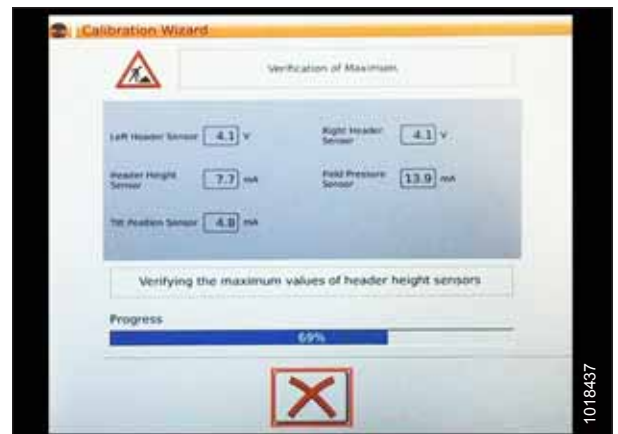 Calibration Wizard
Verification of Maximum
Left Header Sensor 4.1 V
Right Header Sensor 4.1 V
Header Height Sensor 7.7 mA
Field Pressure Sensor 13.9 mA
Tilt Position Sensor 4.8 mA
Verifying the maximum values of header height sensors
Progress
69%
1018437